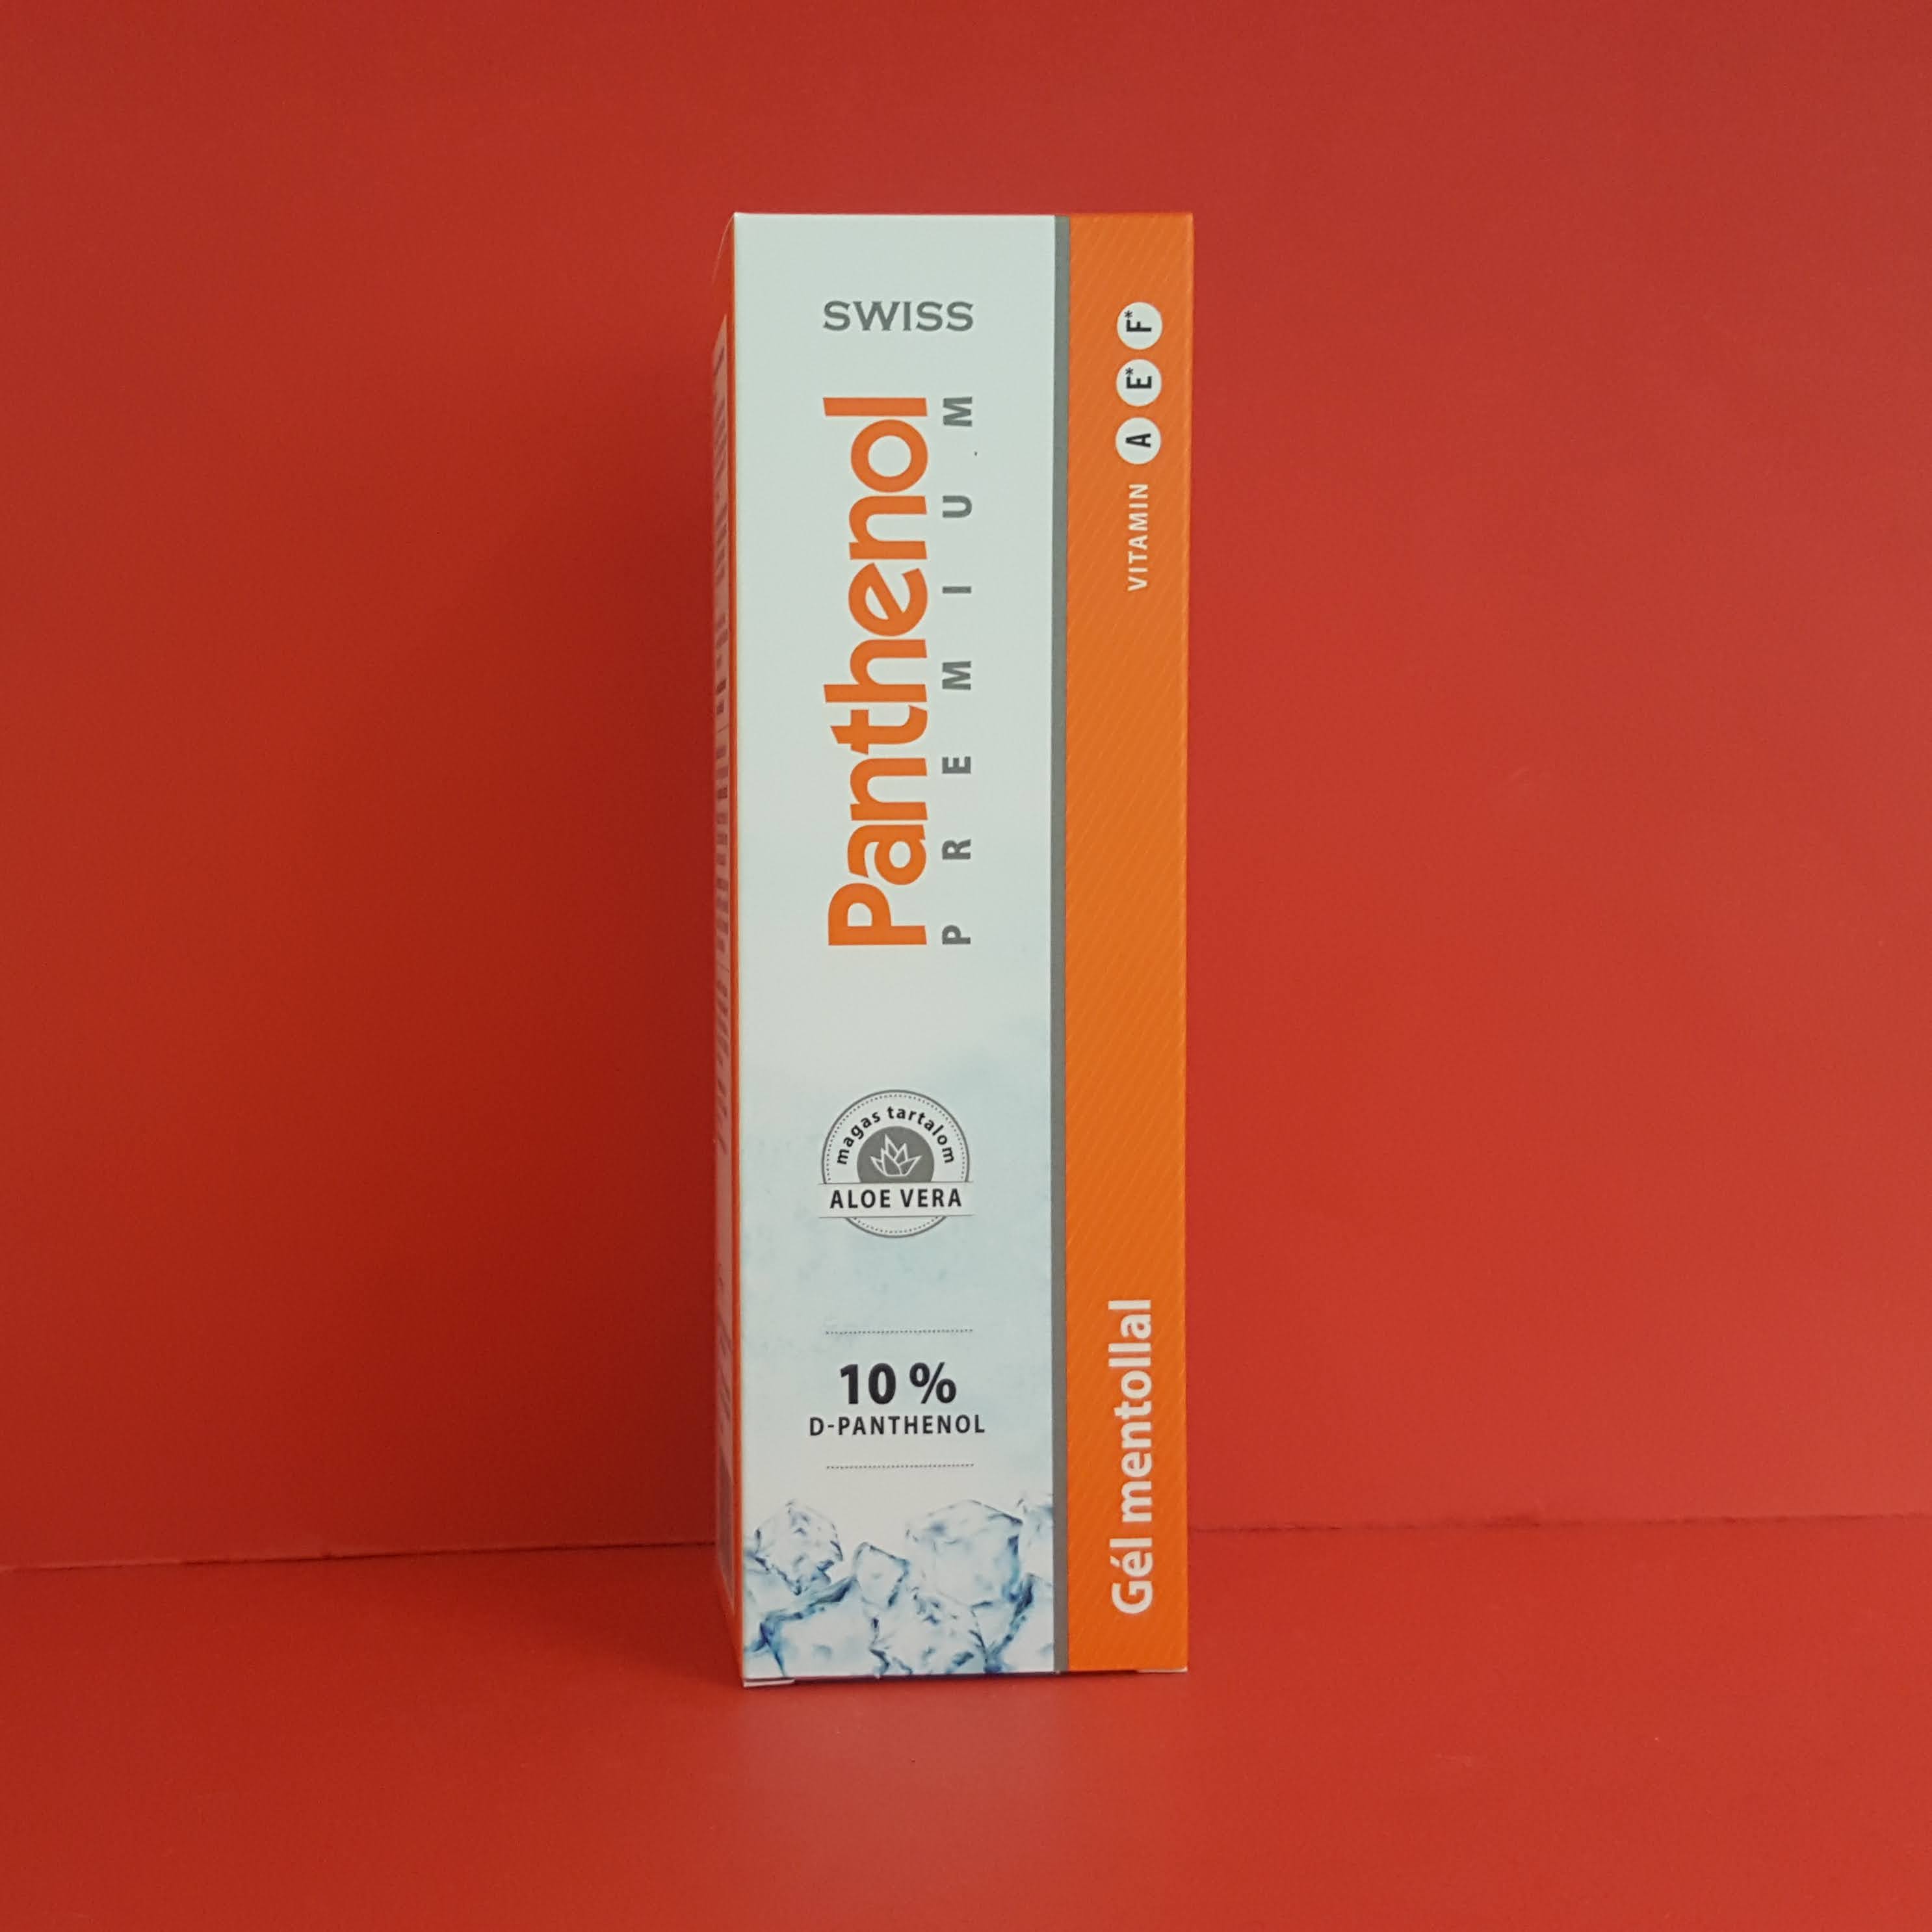 SWISS
Panthenol
PREMIUM
magas tartalom
ALOE VERA
10 %
D-PANTHENOL
Gél mentollal
VITAMIN A E* F*